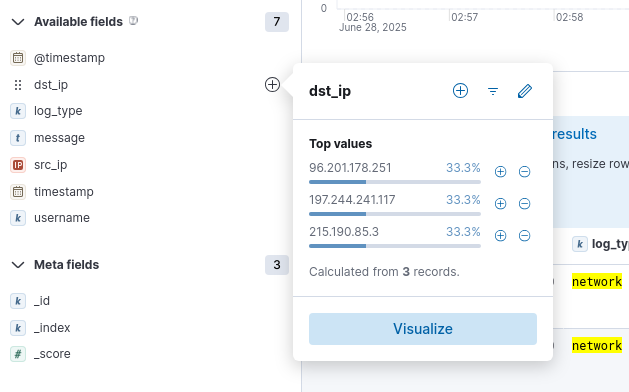 Available fields 7
@timestamp
dst_ip
k log_type
t message
IP src_ip
timestamp
k username
Meta fields 3
k _id
k _index
# _score
0
02:56 02:57 02:58
June 28, 2025
dst_ip
Top values
96.201.178.251 33.3%
197.244.241.117 33.3%
215.190.85.3 33.3%
Calculated from 3 records.
Visualize
results
ns, resize row
k log_ty
network
network